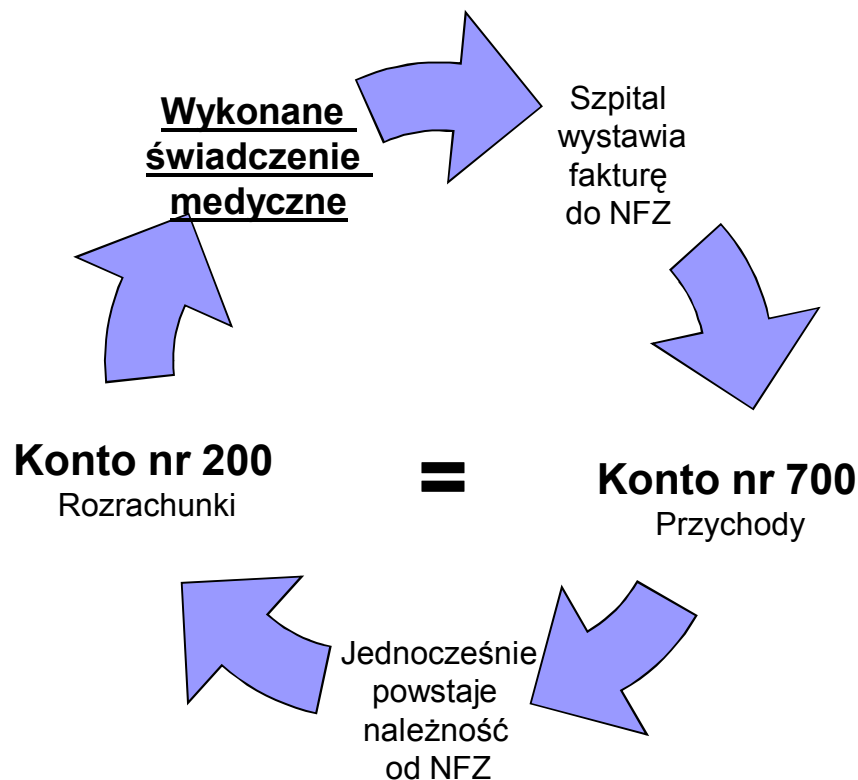 Wykonane
świadczenie
medyczne
Szpital
wystawia
fakturę
do NFZ
Konto nr 200
Rozrachunki
=
Konto nr 700
Przychody
Jednocześnie
powstaje
należność
od NFZ